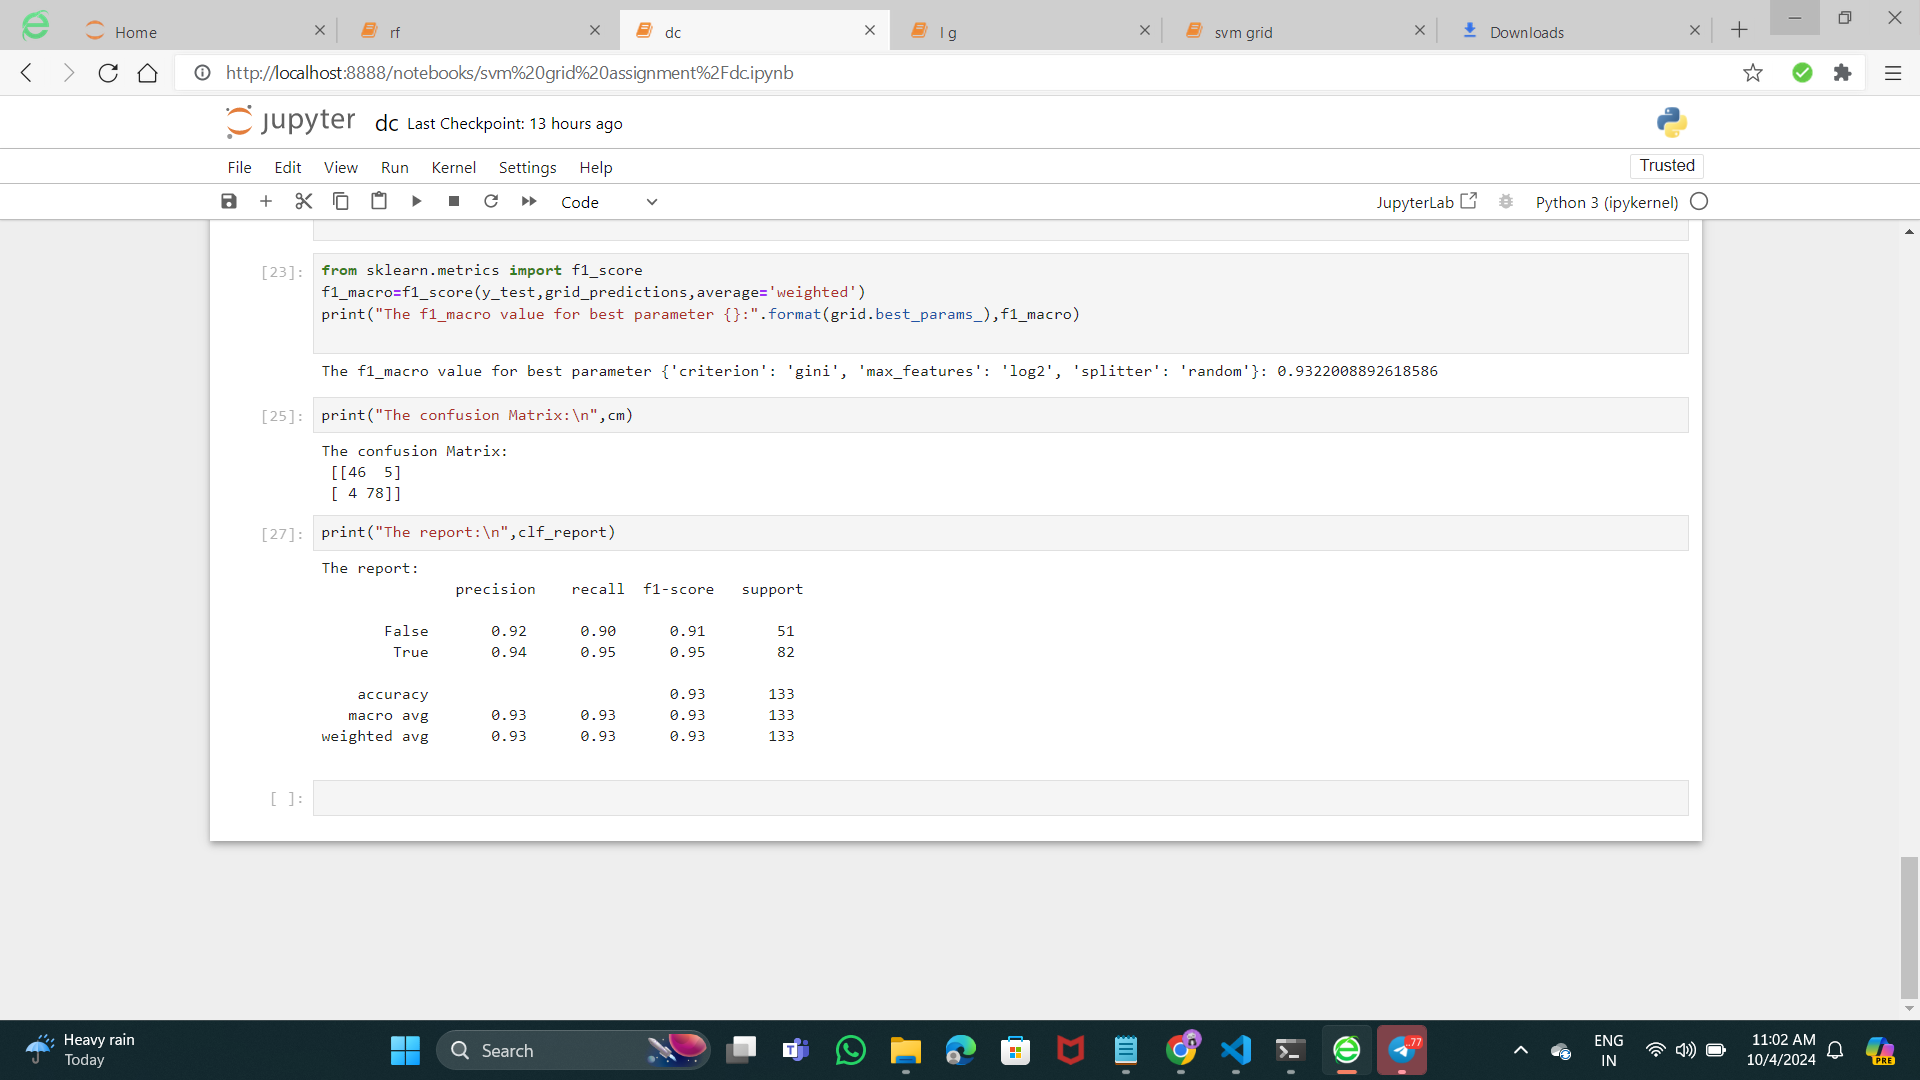 Home
rf
dc
l g
svm grid
Downloads
http://localhost:8888/notebooks/svm%20grid%20assignment%2Fdc.ipynb
jupyter dc Last Checkpoint: 13 hours ago
File Edit View Run Kernel Settings Help
Trusted
Code
JupyterLab
Python 3 (ipykernel)
[23]: from sklearn.metrics import f1_score
f1_macro=f1_score(y_test,grid_predictions,average='weighted')
print("The f1_macro value for best parameter {}:".format(grid.best_params_),f1_macro)
The f1_macro value for best parameter {'criterion': 'gini', 'max_features': 'log2', 'splitter': 'random'}: 0.9322008892618586
[25]: print("The confusion Matrix:\n",cm)
The confusion Matrix:
[[46  5]
[ 4 78]]
[27]: print("The report:\n",clf_report)
The report:
precision recall f1-score support
False 0.92 0.90 0.91 51
True 0.94 0.95 0.95 82
accuracy 0.93 133
macro avg 0.93 0.93 0.93 133
weighted avg 0.93 0.93 0.93 133
[ ]:
Heavy rain
Today
Search
..77
ENG
IN
11:02 AM
10/4/2024
PRE